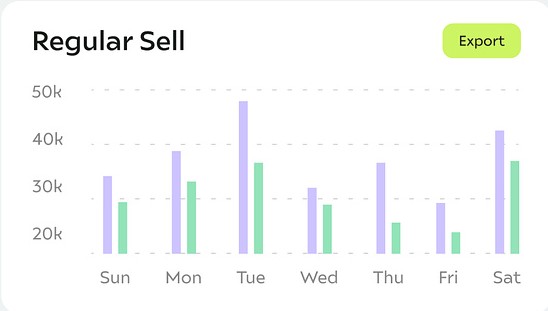 Regular Sell
Export
50k
40k
30k
20k
Sun Mon Tue Wed Thu Fri Sat